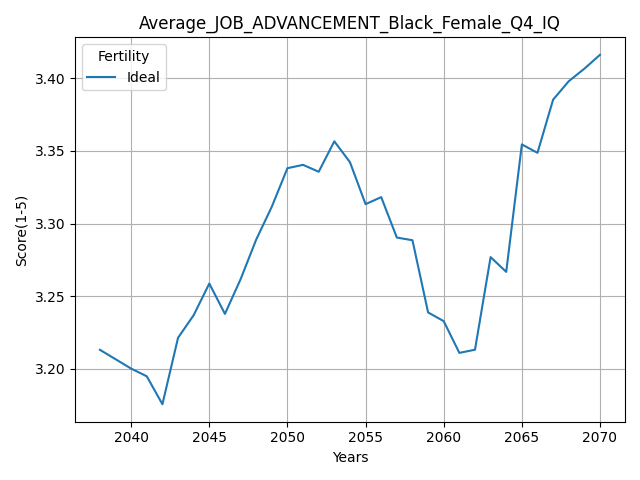 Average_JOB_ADVANCEMENT_Black_Female_Q4_IQ
Fertility
Ideal
Score(1-5)
3.40
3.35
3.30
3.25
3.20
2040 2045 2050 2055 2060 2065 2070
Years